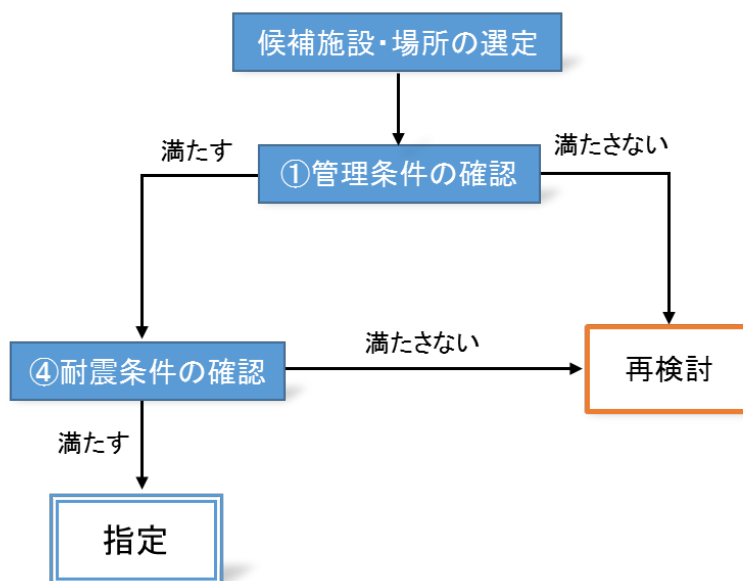 候補施設・場所の選定
満たす
満たさない
①管理条件の確認
満たさない
④耐震条件の確認
再検討
満たす
指定